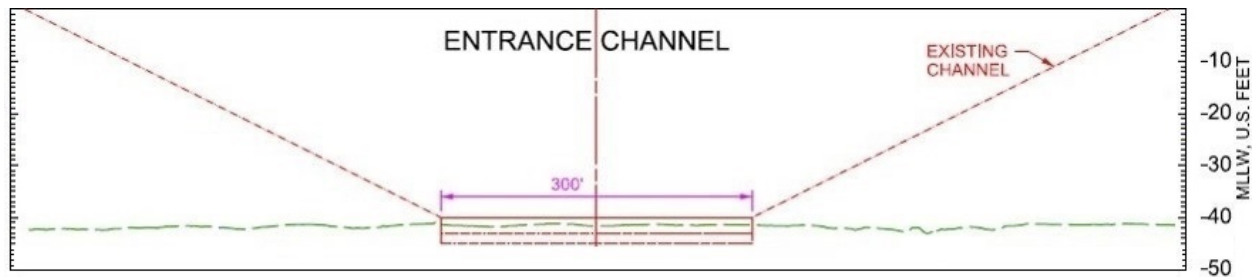 ENTRANCE CHANNEL
EXISTING
CHANNEL
300'
-10
-20
-30
-40
-50
MLLW, U.S. FEET